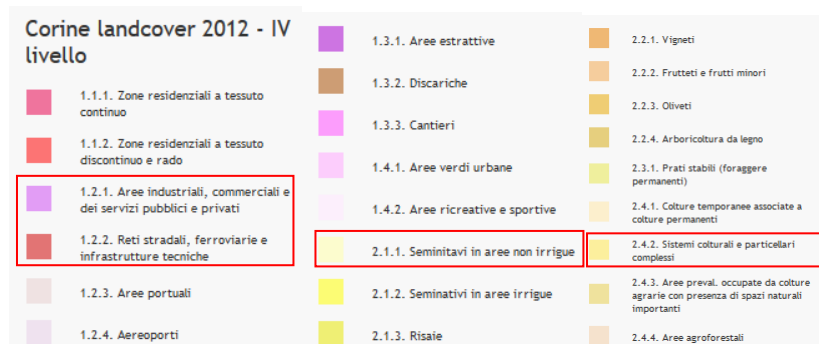 Corine landcover 2012 - IV
livello
1.1.1. Zone residenziali a tessuto
continuo
1.1.2. Zone residenziali a tessuto
discontinuo e rado
1.2.1. Aree industriali, commerciali e
dei servizi pubblici e privati
1.2.2. Reti stradali, ferroviarie e
infrastrutture tecniche
1.2.3. Aree portuali
1.2.4. Aereoporti
1.3.1. Aree estrattive
1.3.2. Discariche
1.3.3. Cantieri
1.4.1. Aree verdi urbane
1.4.2. Aree ricreative e sportive
2.1.1. Seminitavi in aree non irrigue
2.1.2. Seminativi in aree irrigue
2.1.3. Risaie
2.2.1. Vigneti
2.2.2. Frutteti e frutti minori
2.2.3. Oliveti
2.2.4. Arboricoltura da legno
2.3.1. Prati stabili (foraggere
permanenti)
2.4.1. Colture temporanee associate a
colture permanenti
2.4.2. Sistemi colturali e particellari
complessi
2.4.3. Aree preval. occupate da colture
agrarie con presenza di spazi naturali
importanti
2.4.4. Aree agroforestali